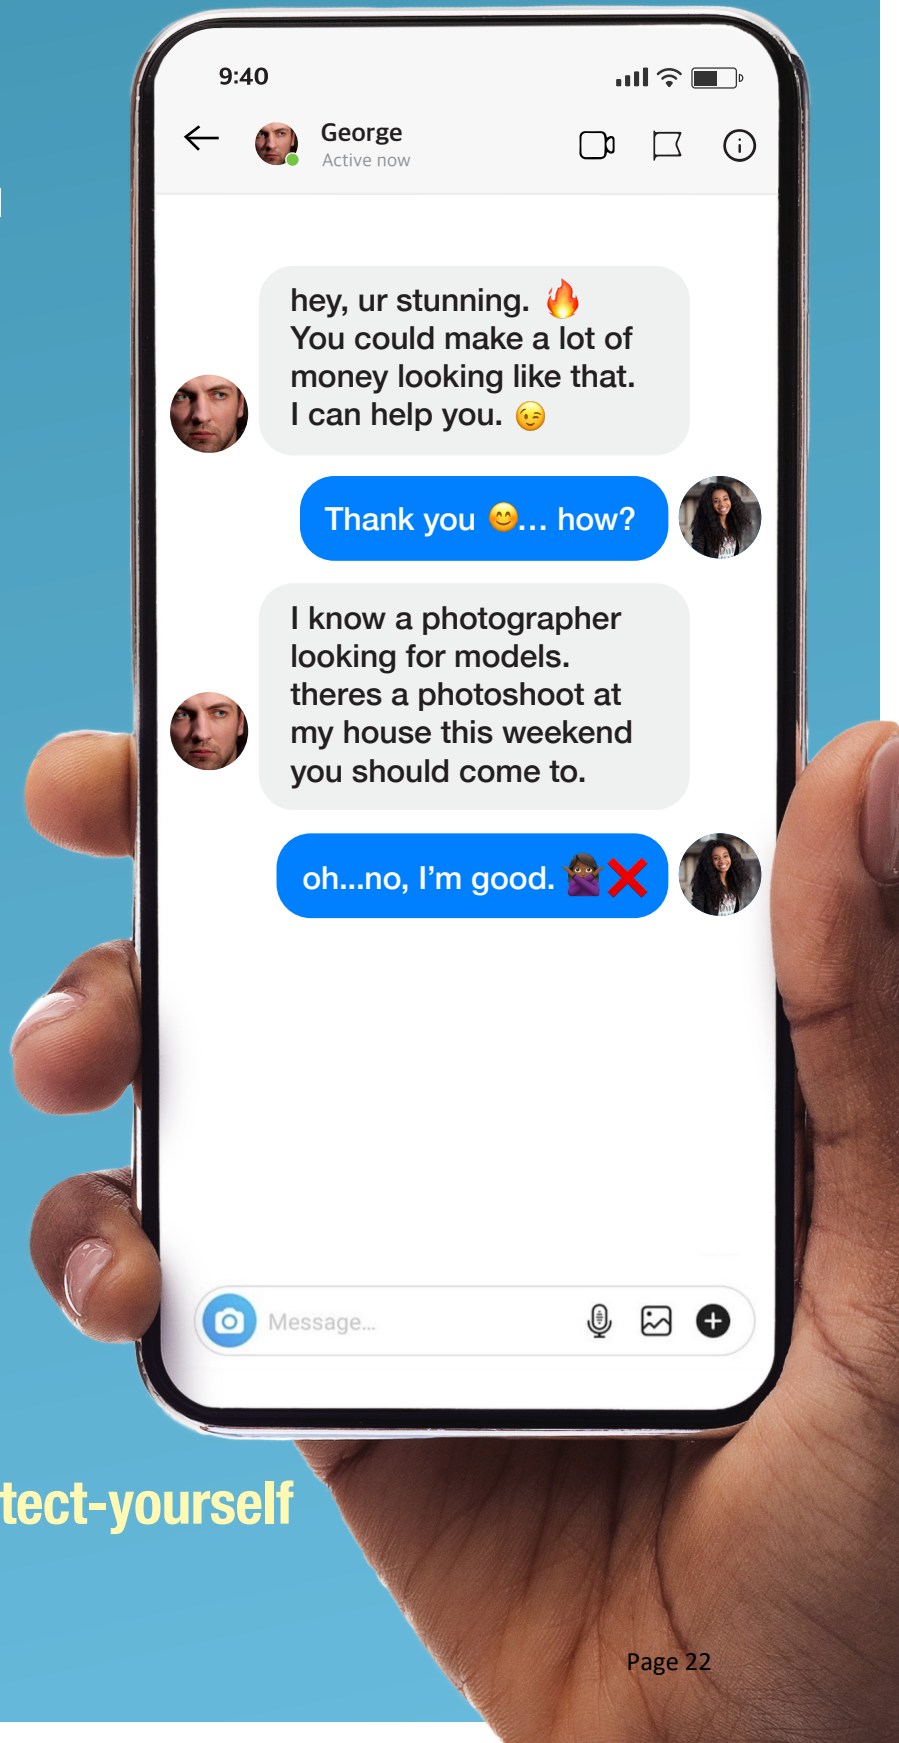 9:40
George
Active now
hey, ur stunning. 🔥
You could make a lot of
money looking like that.
I can help you. 😉
Thank you 😊... how?
I know a photographer
looking for models.
theres a photoshoot at
my house this weekend
you should come to.
oh...no, I'm good. 🙅🏾‍♀️❌
Message...
tect-yourself
Page 22